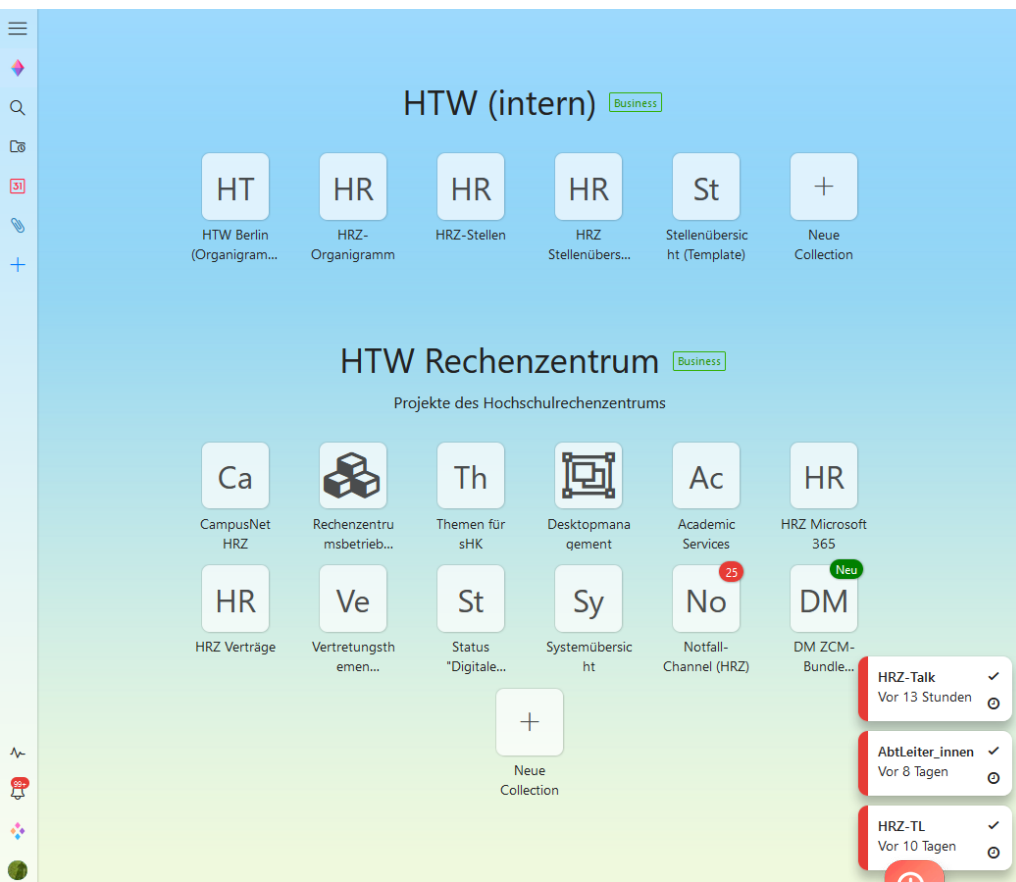 HTW (intern) Business
HT HR HR HR St
HTW Berlin HRZ- HRZ-Stellen HRZ Stellenübersic Neue
(Organigram... Organigramm Stellenübers... ht (Template) Collection
HTW Rechenzentrum Business
Projekte des Hochschulrechenzentrums
Ca Th Ac HR
CampusNet Rechenzentru Themen für Desktopmana Academic HRZ Microsoft
HRZ msbetrieb... sHK gement Services 365
25 Neu
HR Ve St Sy No DM
HRZ Verträge Vertretungsth Status Systemübersic Notfall- DM ZCM-
emen... "Digitale... ht Channel (HRZ) Bundle...
Neue
Collection
HRZ-Talk
Vor 13 Stunden
AbtLeiter_innen
Vor 8 Tagen
HRZ-TL
Vor 10 Tagen
31
99+